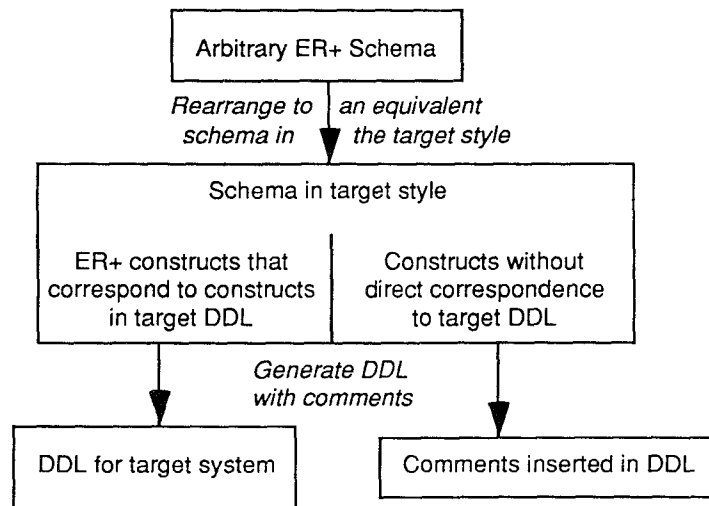 Arbitrary ER+ Schema
Rearrange to an equivalent
schema in the target style
Schema in target style
ER+ constructs that
correspond to constructs
in target DDL
Constructs without
direct correspondence
to target DDL
Generate DDL
with comments
DDL for target system
Comments inserted in DDL